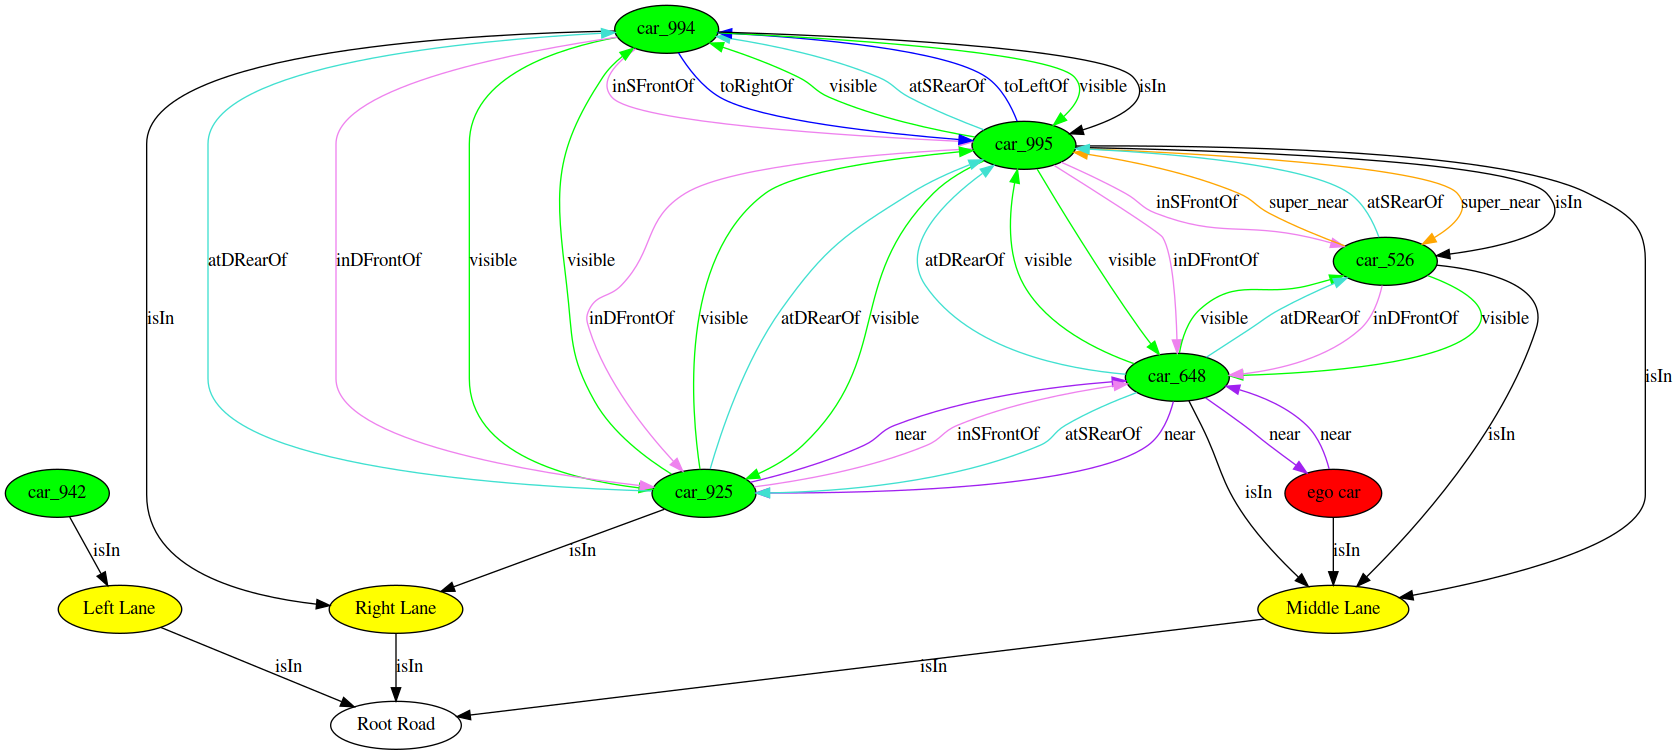 car_994
inSFrontOf toRightOf visible atSRearOf toLeftOf visible isIn
car_995
inSFrontOf super_near atSRearOf super_near isIn
atDRearOf inDFrontOf visible visible atDRearOf visible visible inDFrontOf car_526
isIn inDFrontOf visible atDRearOf visible visible atDRearOf inDFrontOf visible
car_648 isIn
near inSFrontOf atSRearOf near near near isIn
car_942 car_925 isIn ego car
isIn isIn isIn
Left Lane Right Lane Middle Lane
isIn isIn isIn
Root Road